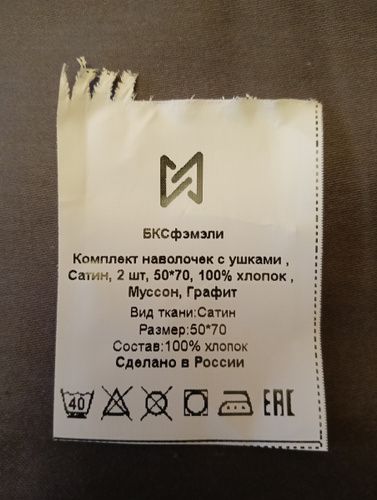 БКСфэмэли
Комплект наволочек с ушками ,
Сатин, 2 шт, 50*70, 100% хлопок ,
Муссон, Графит
Вид ткани:Сатин
Размер:50*70
Состав:100% хлопок
Сделано в России
40 EAC